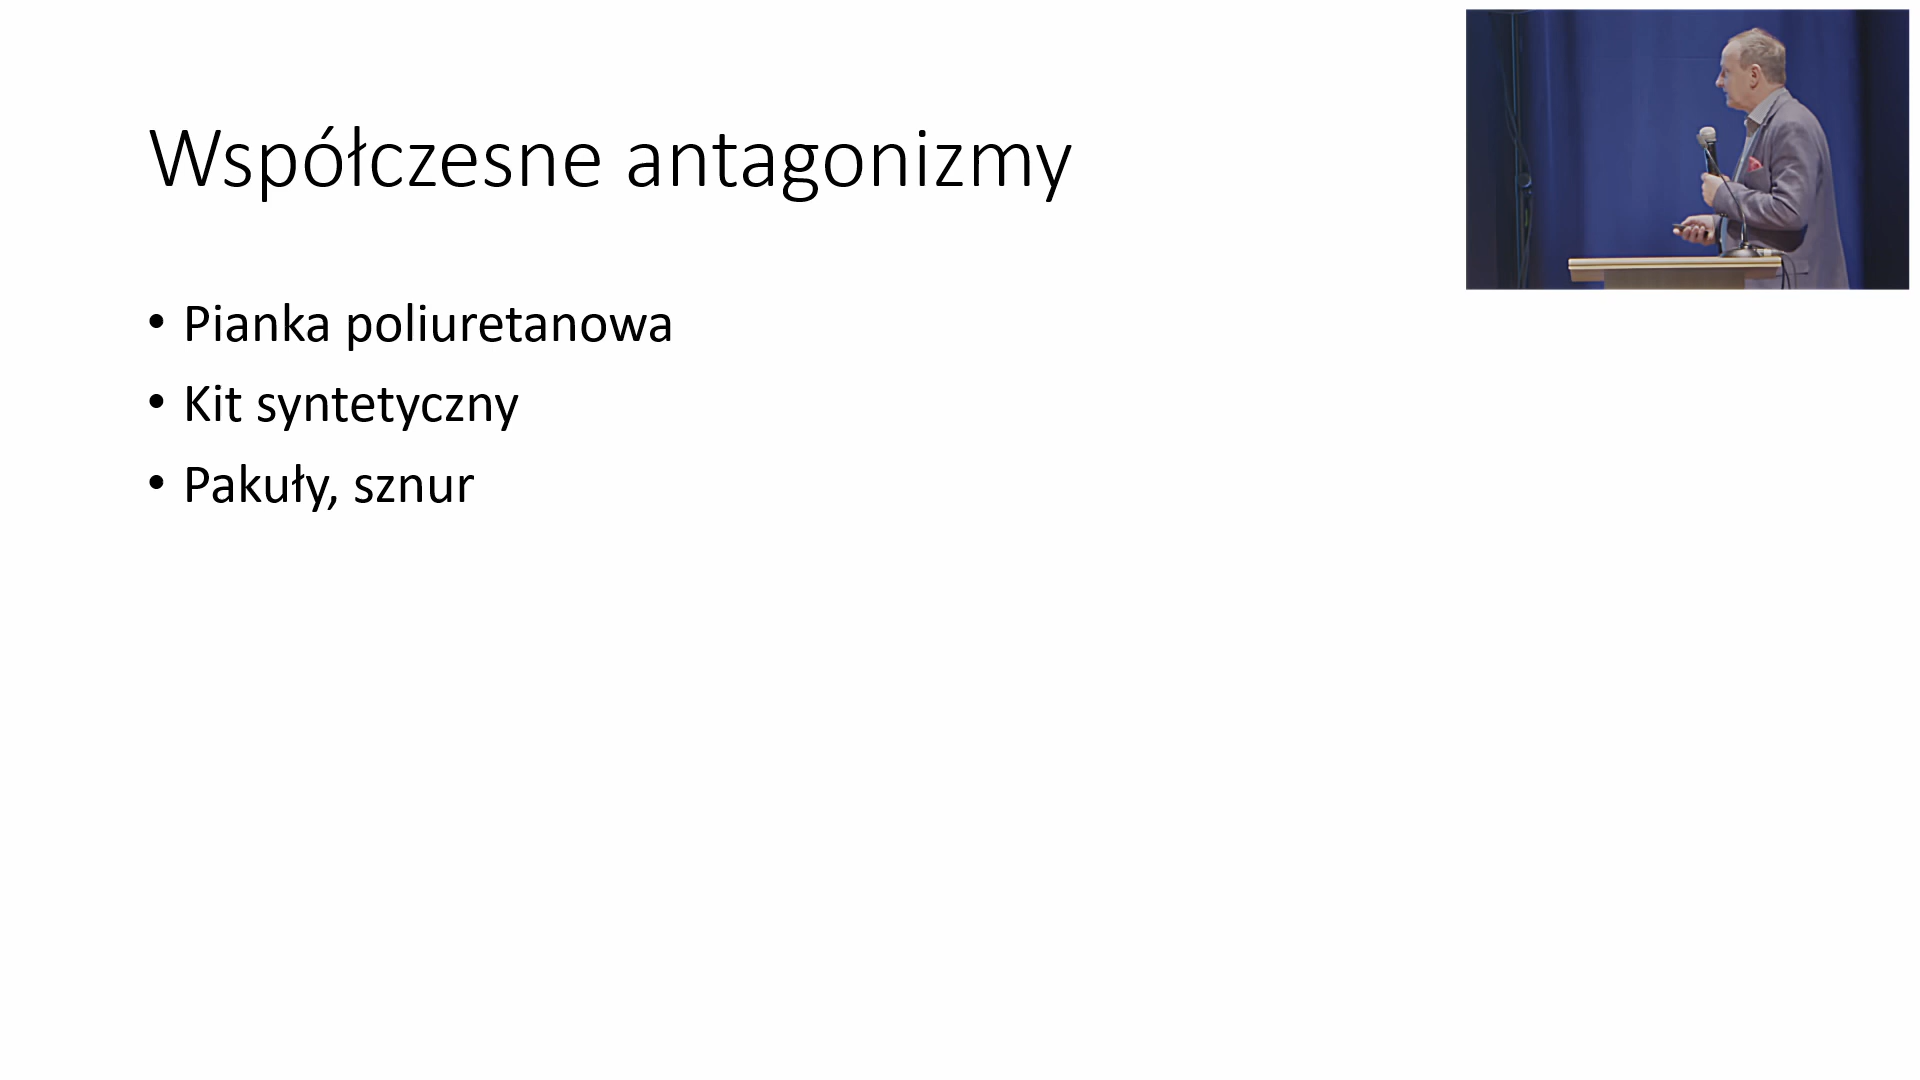 Współczesne antagonizmy
• Pianka poliuretanowa
• Kit syntetyczny
• Pakuły, sznur